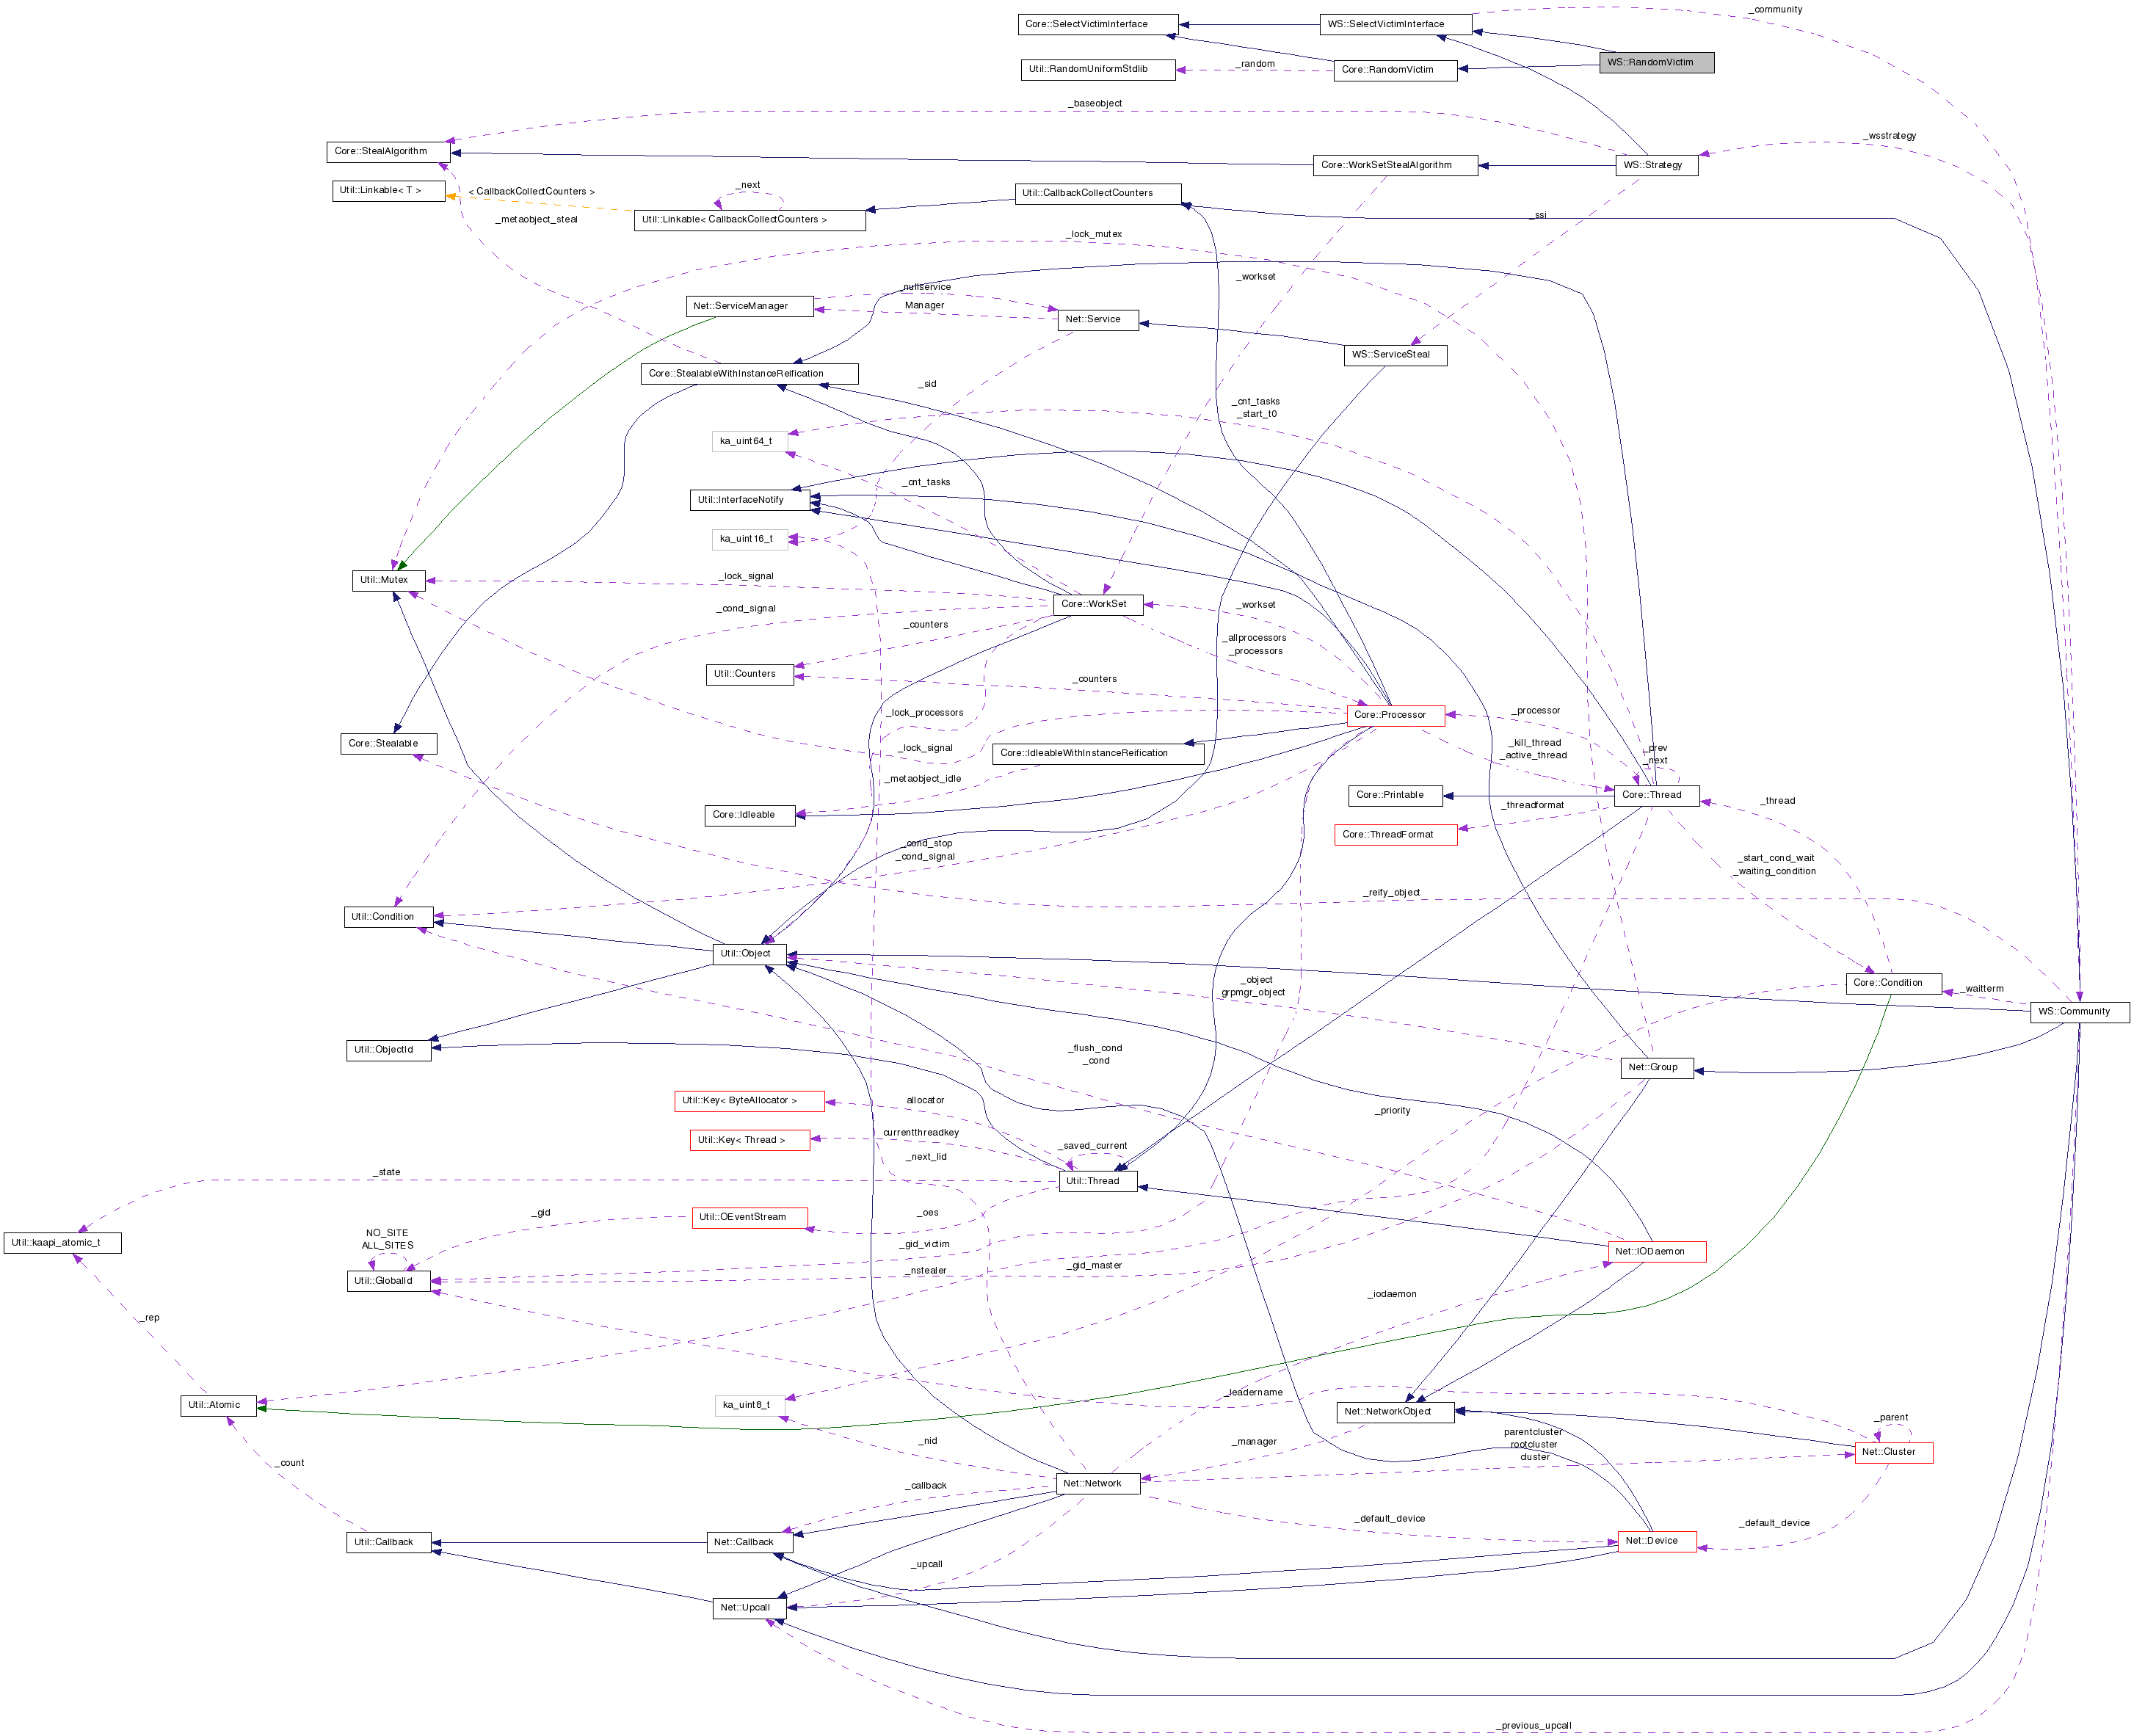 _community
Core::SelectVictimInterface
WS::SelectVictimInterface
WS::RandomVictim
_random
Util::RandomUniformStdlib
Core::RandomVictim
_baseobject
_wsstrategy
Core::StealAlgorithm
Core::WorkSetStealAlgorithm
WS::Strategy
_next
Util::Linkable< T >
< CallbackCollectCounters >
Util::CallbackCollectCounters
_metaobject_steal
Util::Linkable< CallbackCollectCounters >
_ssi
_lock_mutex
_workset
_nullservice
Net::ServiceManager
Manager
Net::Service
WS::ServiceSteal
Core::StealableWithInstanceReification
_sid
_cnt_tasks
_start_t0
ka_uint64_t
_cnt_tasks
Util::InterfaceNotify
ka_uint16_t
Util::Mutex
_lock_signal
Core::WorkSet
_cond_signal
_workset
_counters
_allprocessors
_processors
Util::Counters
_counters
_lock_processors
Core::Processor
_processor
Core::Stealable
_lock_signal
Core::IdleableWithInstanceReification
_kill_thread
_active_thread
_prev
_next
_metaobject_idle
Core::Printable
Core::Thread
_thread
Core::Idleable
_threadformat
Core::ThreadFormat
_cond_stop
_cond_signal
_start_cond_wait
_waiting_condition
_reify_object
Util::Condition
Util::Object
_object
grpmgr_object
Core::Condition
_waitterm
WS::Community
Util::ObjectId
_flush_cond
_cond
Net::Group
Util::Key< ByteAllocator >
allocator
_priority
Util::Key< Thread >
currentthreadkey
_saved_current
_next_lid
_state
Util::Thread
_gid
Util::OEventStream
_oes
NO_SITE
ALL_SITES
Util::kaapi_atomic_t
_gid_victim
Net::IODaemon
Util::GlobalId
_nstealer
_gid_master
_iodaemon
_rep
_leadername
Util::Atomic
ka_uint8_t
Net::NetworkObject
_parent
_nid
_manager
parentcluster
rootcluster
cluster
Net::Cluster
_count
_callback
Net::Network
_default_device
_default_device
Util::Callback
Net::Callback
Net::Device
_upcall
Net::Upcall
_previous_upcall